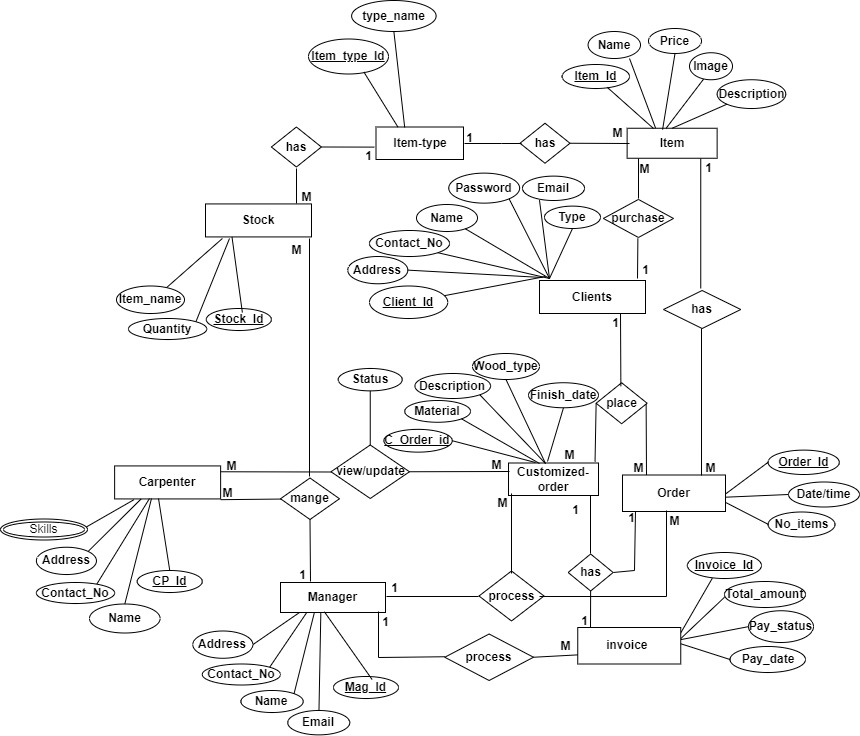 type_name
Item_type_Id
Name
Price
Image
Item_Id
Description
has
1
Item-type
1
has
M
Item
M
M
1
Stock
M
Password
Email
Name
Type
purchase
Contact_No
Address
Client_Id
1
Clients
1
has
Item_name
Quantity
Stock_Id
Status
Wood_type
Description
Finish_date
Material
C_Order_id
place
M
M
M
M
view/update
M
Customized-
order
Carpenter
M
mange
M
1
Order
1
M
Order_Id
Date/time
No_items
Skills
Address
Contact_No
CP_Id
Name
1
Manager
1
1
process
has
1
invoice
M
process
Invoice_Id
Total_amount
Pay_status
Pay_date
Address
Contact_No
Name
Mag_Id
Email